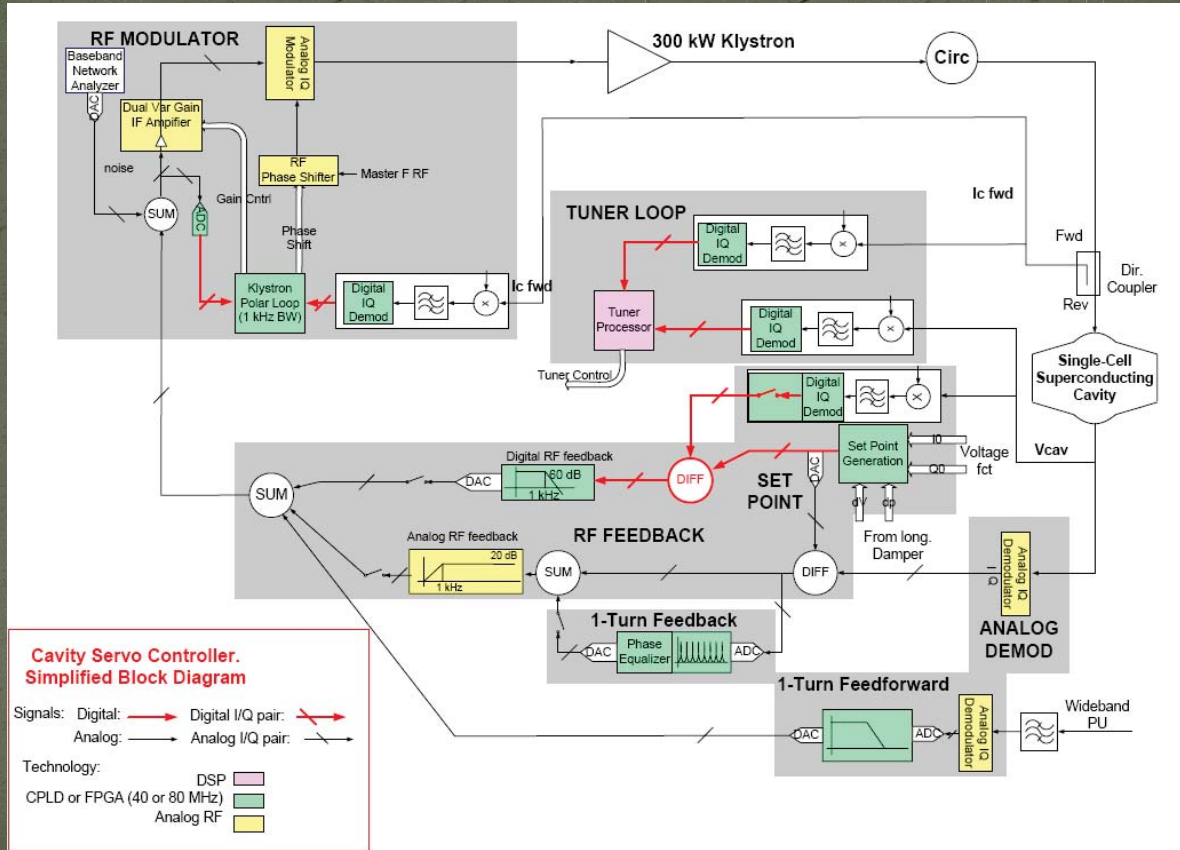 RF MODULATOR
Baseband
Network
Analyzer
DAC
Dual Var Gain
IF Ampifier
noise
SUM
ADC
Gain Cntrl
Analog IQ
Modulator
RF
Phase Shifter
Master F RF
Phase
Shift
Klystron
Polar Loop
(1 kHz BW)
Digital
IQ
Demod
X
Ic fwd
300 kW Klystron
Circ
Ic fwd
TUNER LOOP
Digital
IQ
Demod
X
Tuner
Processor
Digital
IQ
Demod
X
Tuner Control
Fwd
Dir.
Coupler
Rev
Single-Cell
Superconducting
Cavity
Digital
IQ
Demod
X
Set Point
Generation
I0
Q0
Voltage
fct
Vcav
dV
dp
From long.
Damper
DAC
SET
POINT
DIFF
Digital RF feedback
60 dB
1 kHz
DAC
SUM
RF FEEDBACK
Analog RF feedback
20 dB
1 kHz
SUM
DIFF
Analog IQ
Demodulator
I Q
ANALOG
DEMOD
1-Turn Feedback
DAC
Phase
Equalizer
ADC
1-Turn Feedforward
DAC
ADC
Analog IQ
Demodulator
Wideband
PU
Cavity Servo Controller.
Simplified Block Diagram
Signals: Digital: Digital I/Q pair:
Analog: Analog I/Q pair:
Technology:
DSP
CPLD or FPGA (40 or 80 MHz)
Analog RF